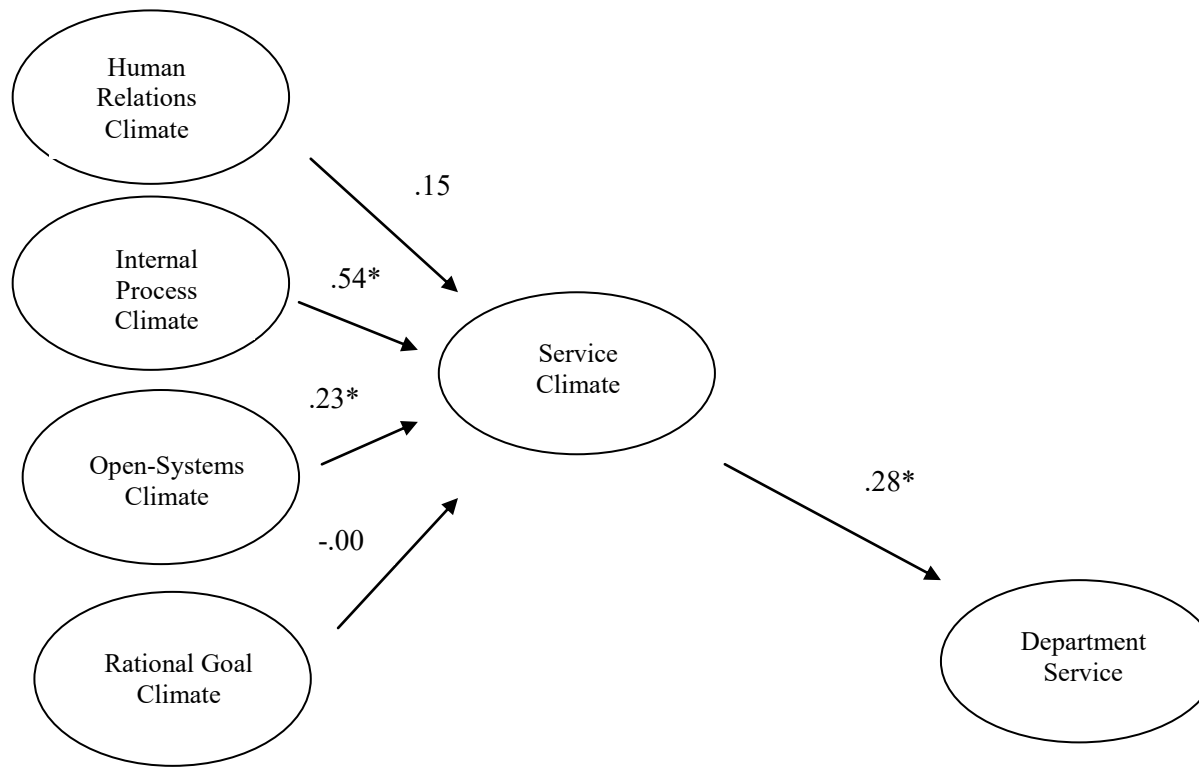 Human
Relations
Climate
.15
Internal
Process
Climate
.54*
Service
Climate
.23*
Open-Systems
Climate
.28*
-.00
Rational Goal
Climate
Department
Service